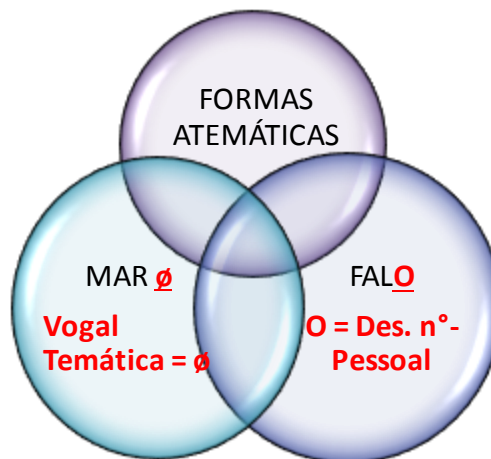 FORMAS
ATEMÁTICAS
MAR ø
Vogal
Temática = ø
FALO
O = Des. n°-
Pessoal